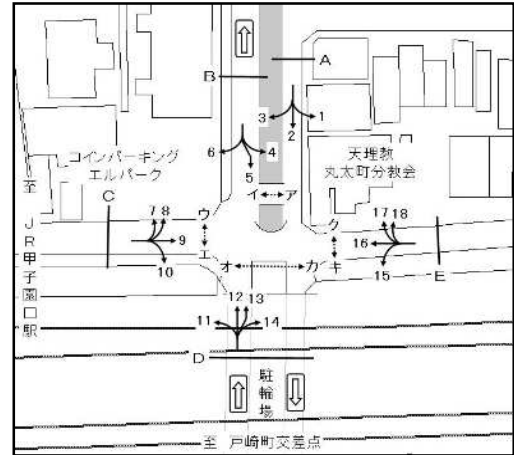 A
B
3
1
2
6
4
5
コインパーキング
エルパーク
天理教
丸太町分教会
至
JR甲子園口駅
C
イ
ア
ウ
ク
7
8
17
18
9
16
エ
オ
カ
キ
10
15
E
12
13
11
14
D
駐輪場
至 戸崎町交差点